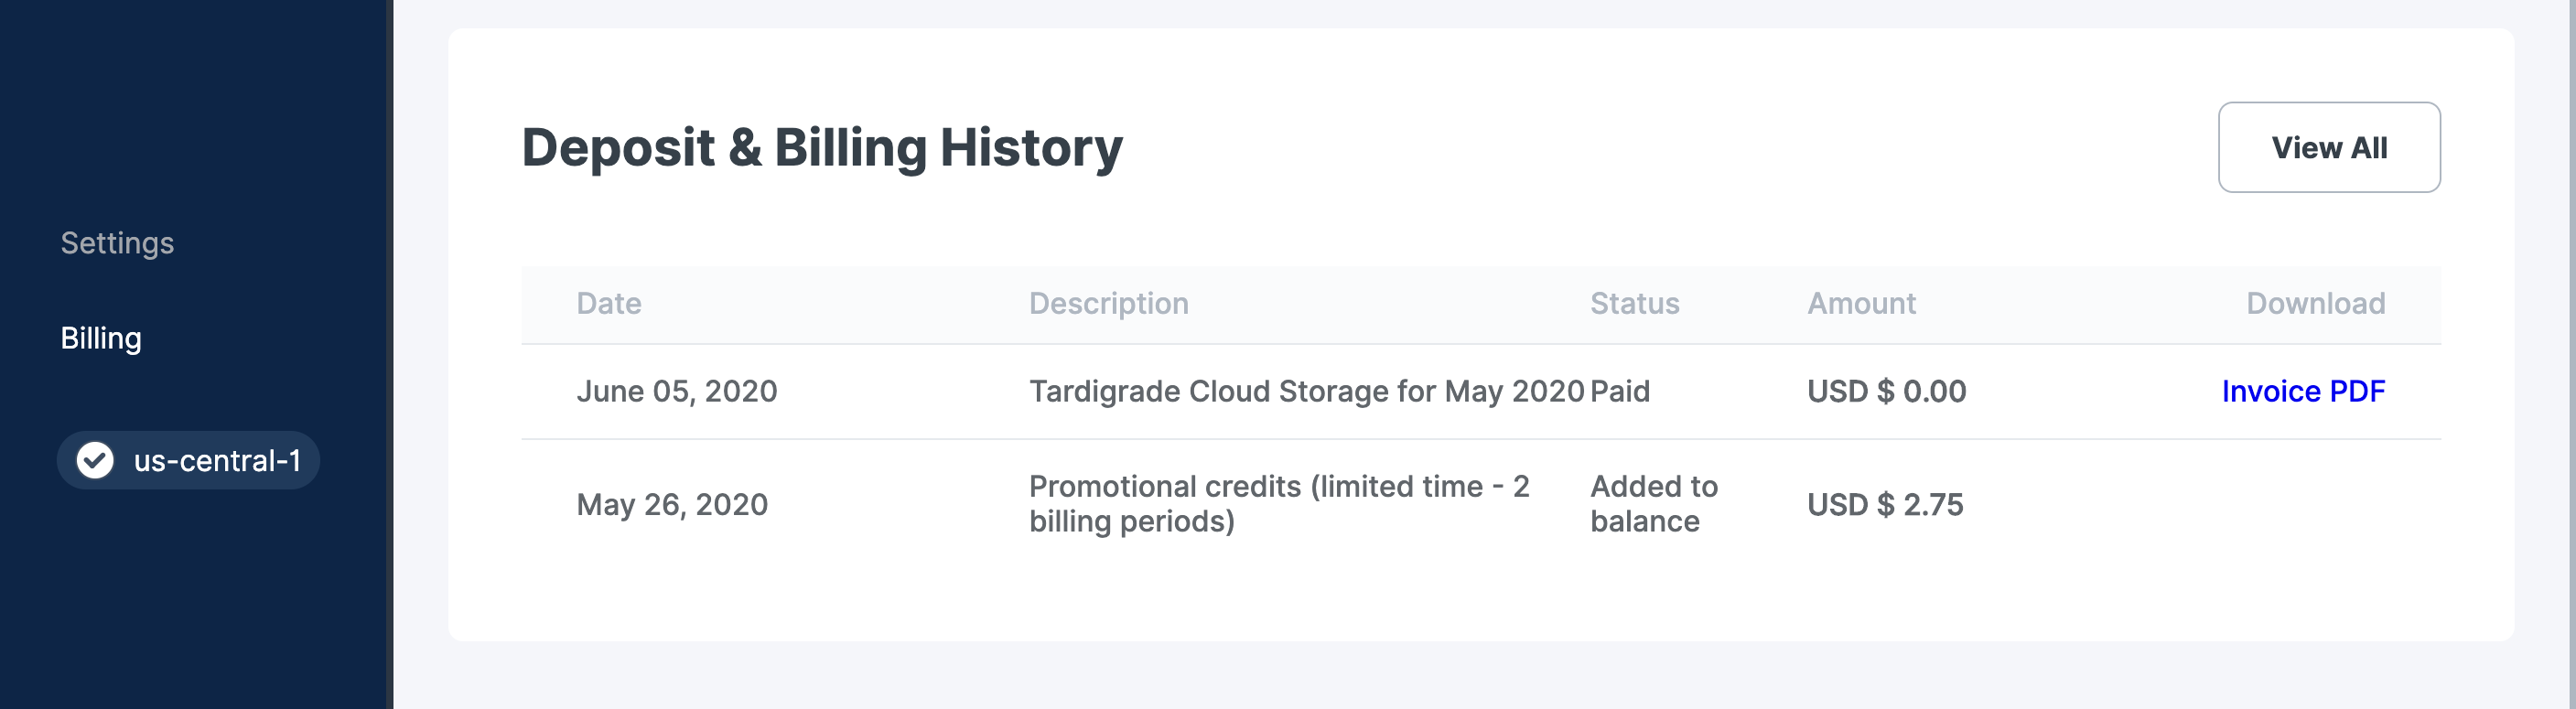 Settings
Billing
us-central-1
Deposit & Billing History
View All
Date Description Status Amount Download
June 05, 2020 Tardigrade Cloud Storage for May 2020 Paid USD $ 0.00 Invoice PDF
May 26, 2020 Promotional credits (limited time - 2 billing periods) Added to balance USD $ 2.75